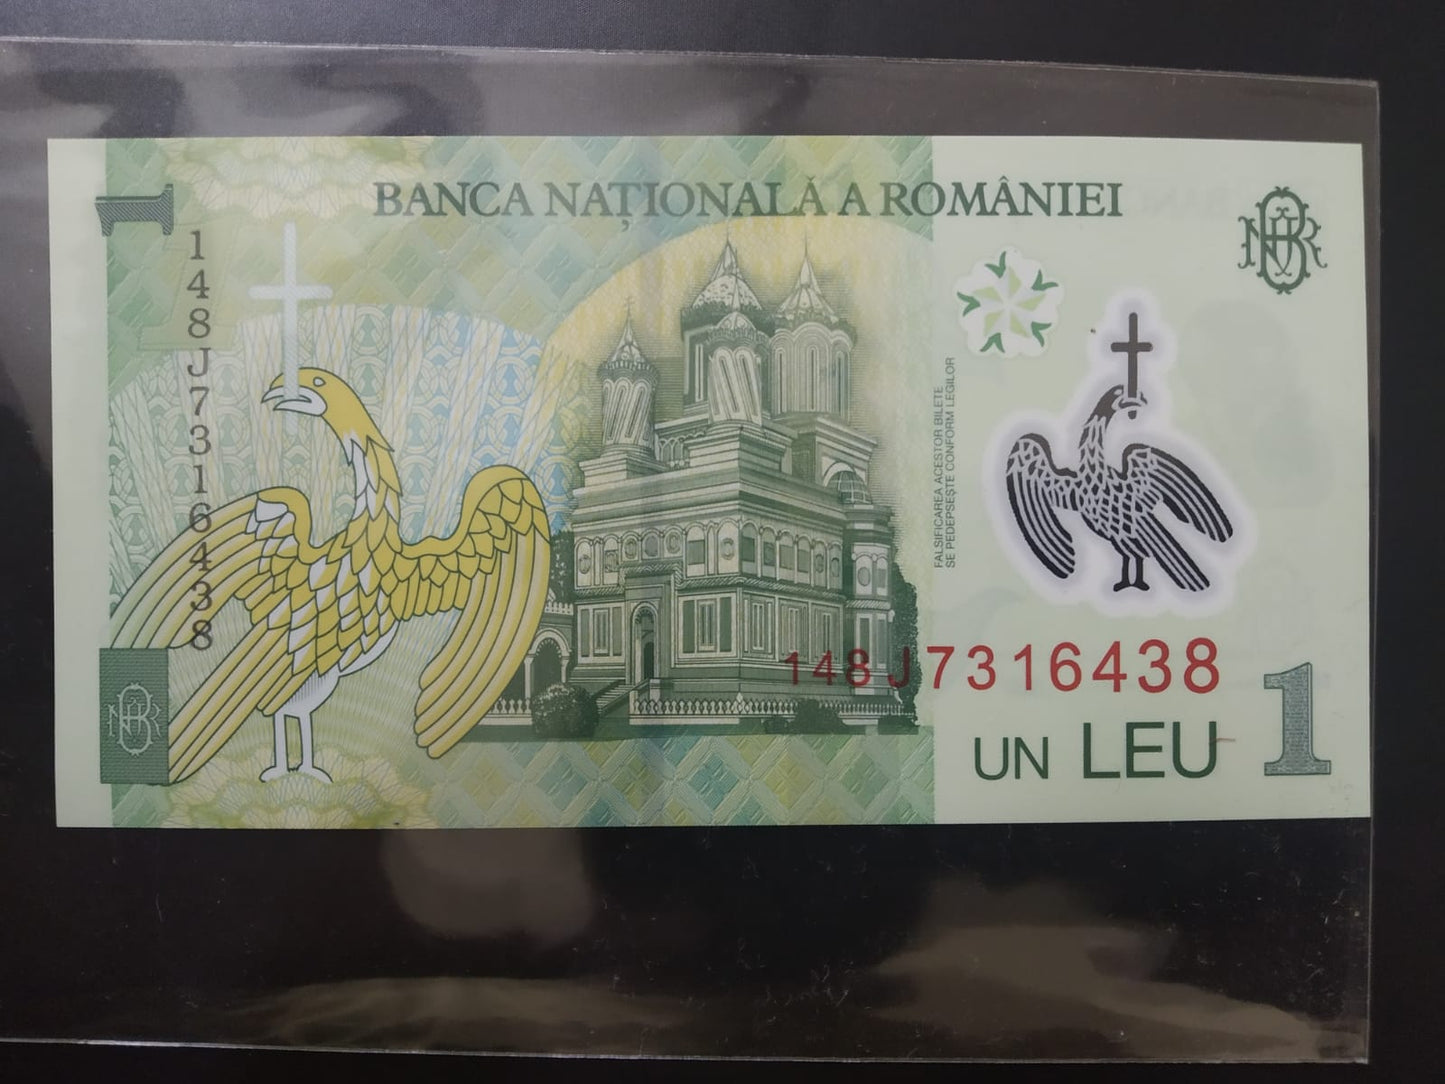 BANCA NAȚIONALĂ A ROMÂNIEI
1
148J7316438
FALSIFICAREA ACESTOR BILETE
SE PEDEPSEȘTE CONFORM LEGILOR
148J7316438
UN LEU
1